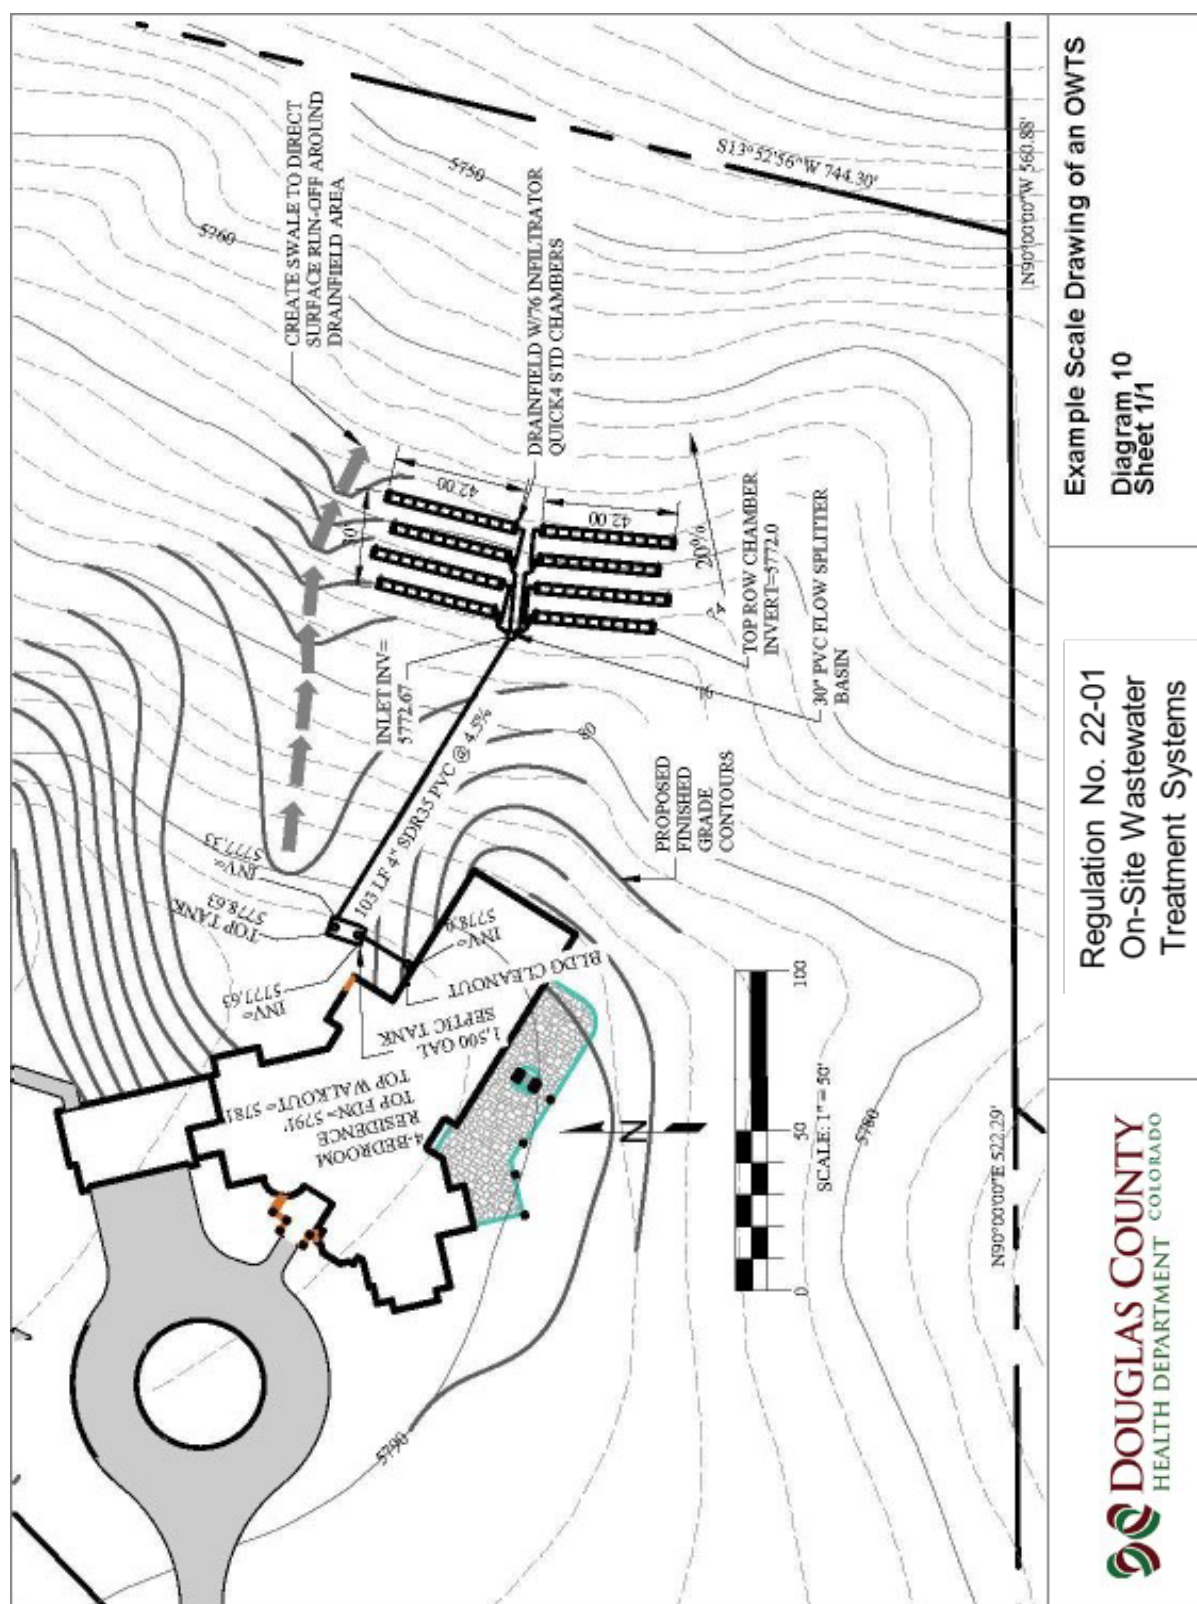 CREATE SWALE TO DIRECT
SURFACE RUN-OFF AROUND
DRAINFIELD AREA
5750
5760
S13°52'56"W 744.30'
N90°00'00"W 560.88'
DRAINFIELD W/76 INFILTRATOR
QUICK4 STD CHAMBERS
42.00
42.00
20%
TOP ROW CHAMBER
INVERT=5772.0
30" PVC FLOW SPLITTER
BASIN
INLET INV=
5772.67
103 LF 4" SDR35 PVC @ 4.5%
74
76
80
PROPOSED
FINISHED
GRADE
CONTOURS
INV=
5777.33
TOP TANK
5778.63
INV=
5777.63
INV=
BLDG CLEANOUT
1,500 GAL
SEPTIC TANK
4-BEDROOM
RESIDENCE
TOP FDN= 5791'
TOP WALKOUT= 5781'
N
0
50
100
SCALE: 1" = 50'
5780
5790
N90°00'00"E 522.29'
Example Scale Drawing of an OWTS
Diagram 10
Sheet 1/1
Regulation No. 22-01
On-Site Wastewater
Treatment Systems
DOUGLAS COUNTY
HEALTH DEPARTMENT COLORADO